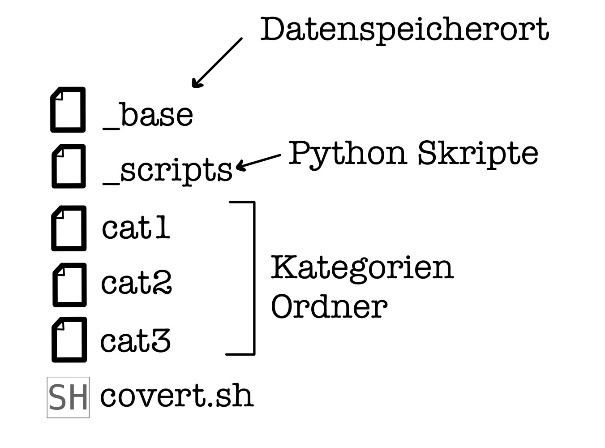 Datenspeicherort
_base
_scripts
Python Skripte
cat1
cat2
Kategorien
Ordner
cat3
SH covert.sh